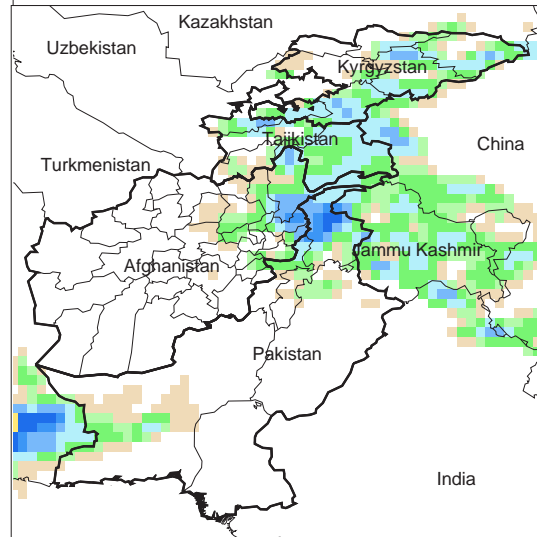 Kazakhstan
Uzbekistan
Kyrgyzstan
Tajikistan
China
Turkmenistan
Jammu Kashmir
Afghanistan
Pakistan
India